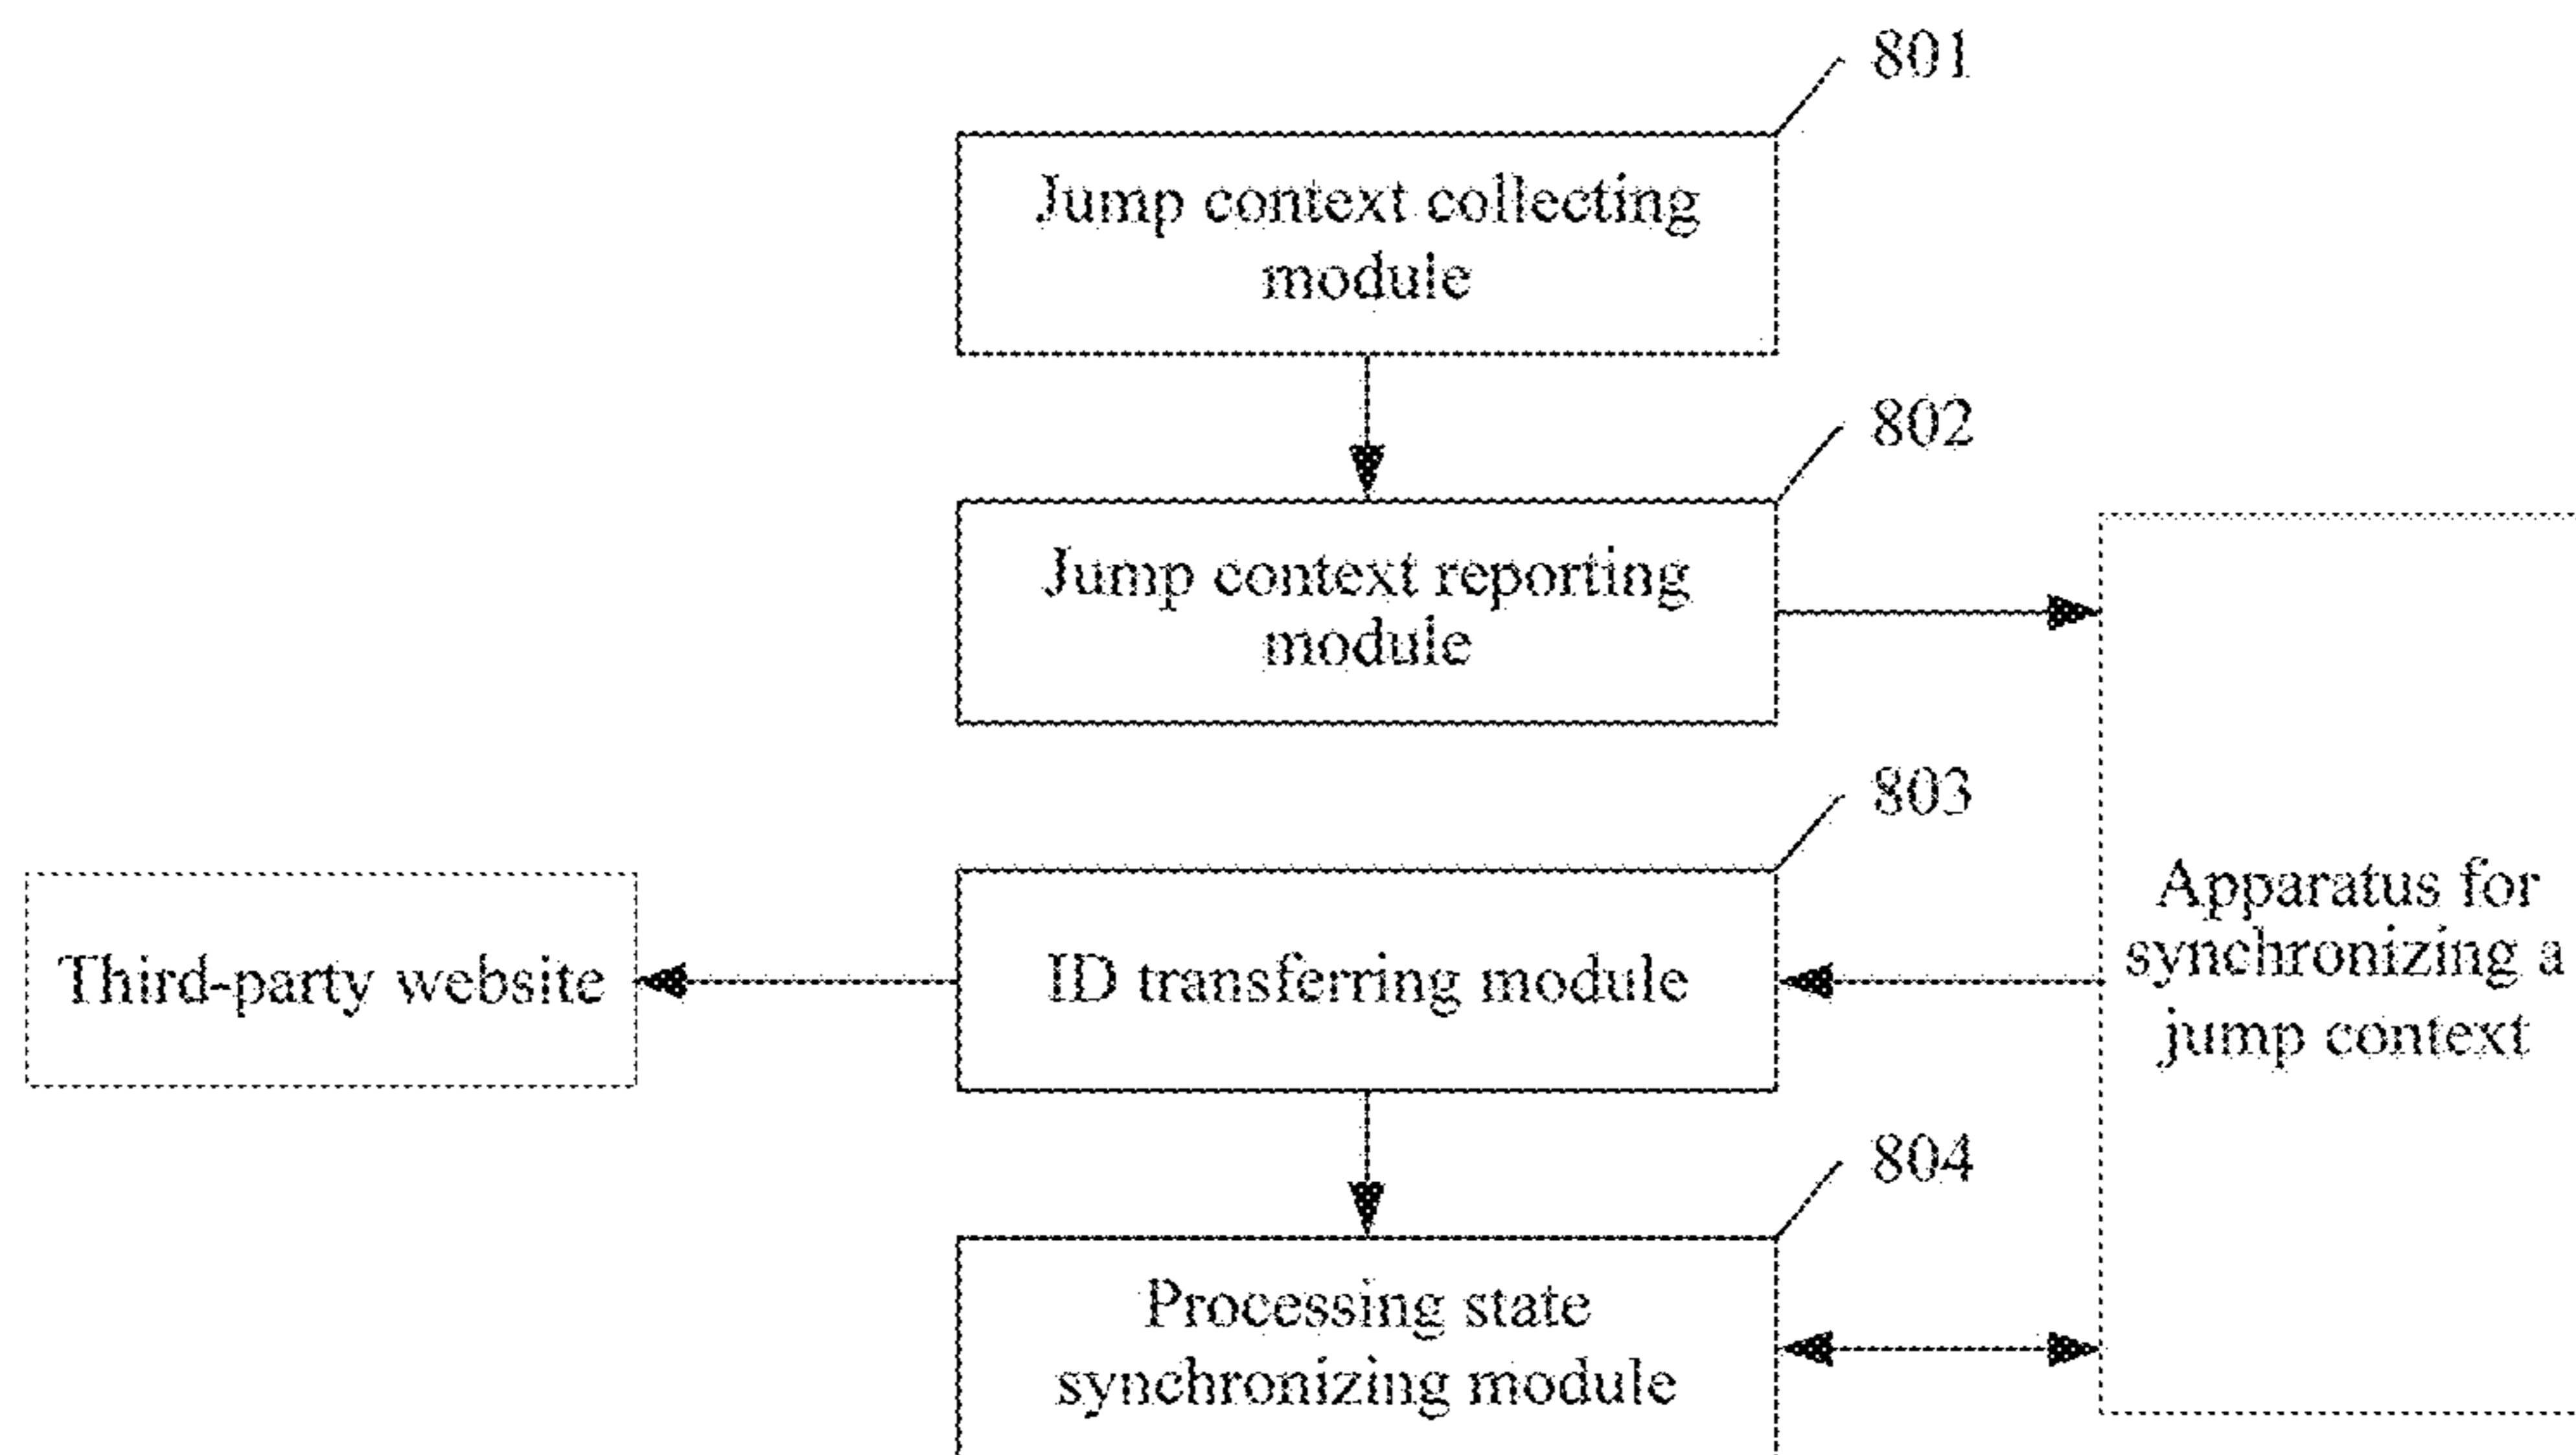 801
Jump context collecting
module
802
Jump context reporting
module
803
Third-party website
ID transferring module
Apparatus for
synchronizing a
jump context
804
Processing state
synchronizing module